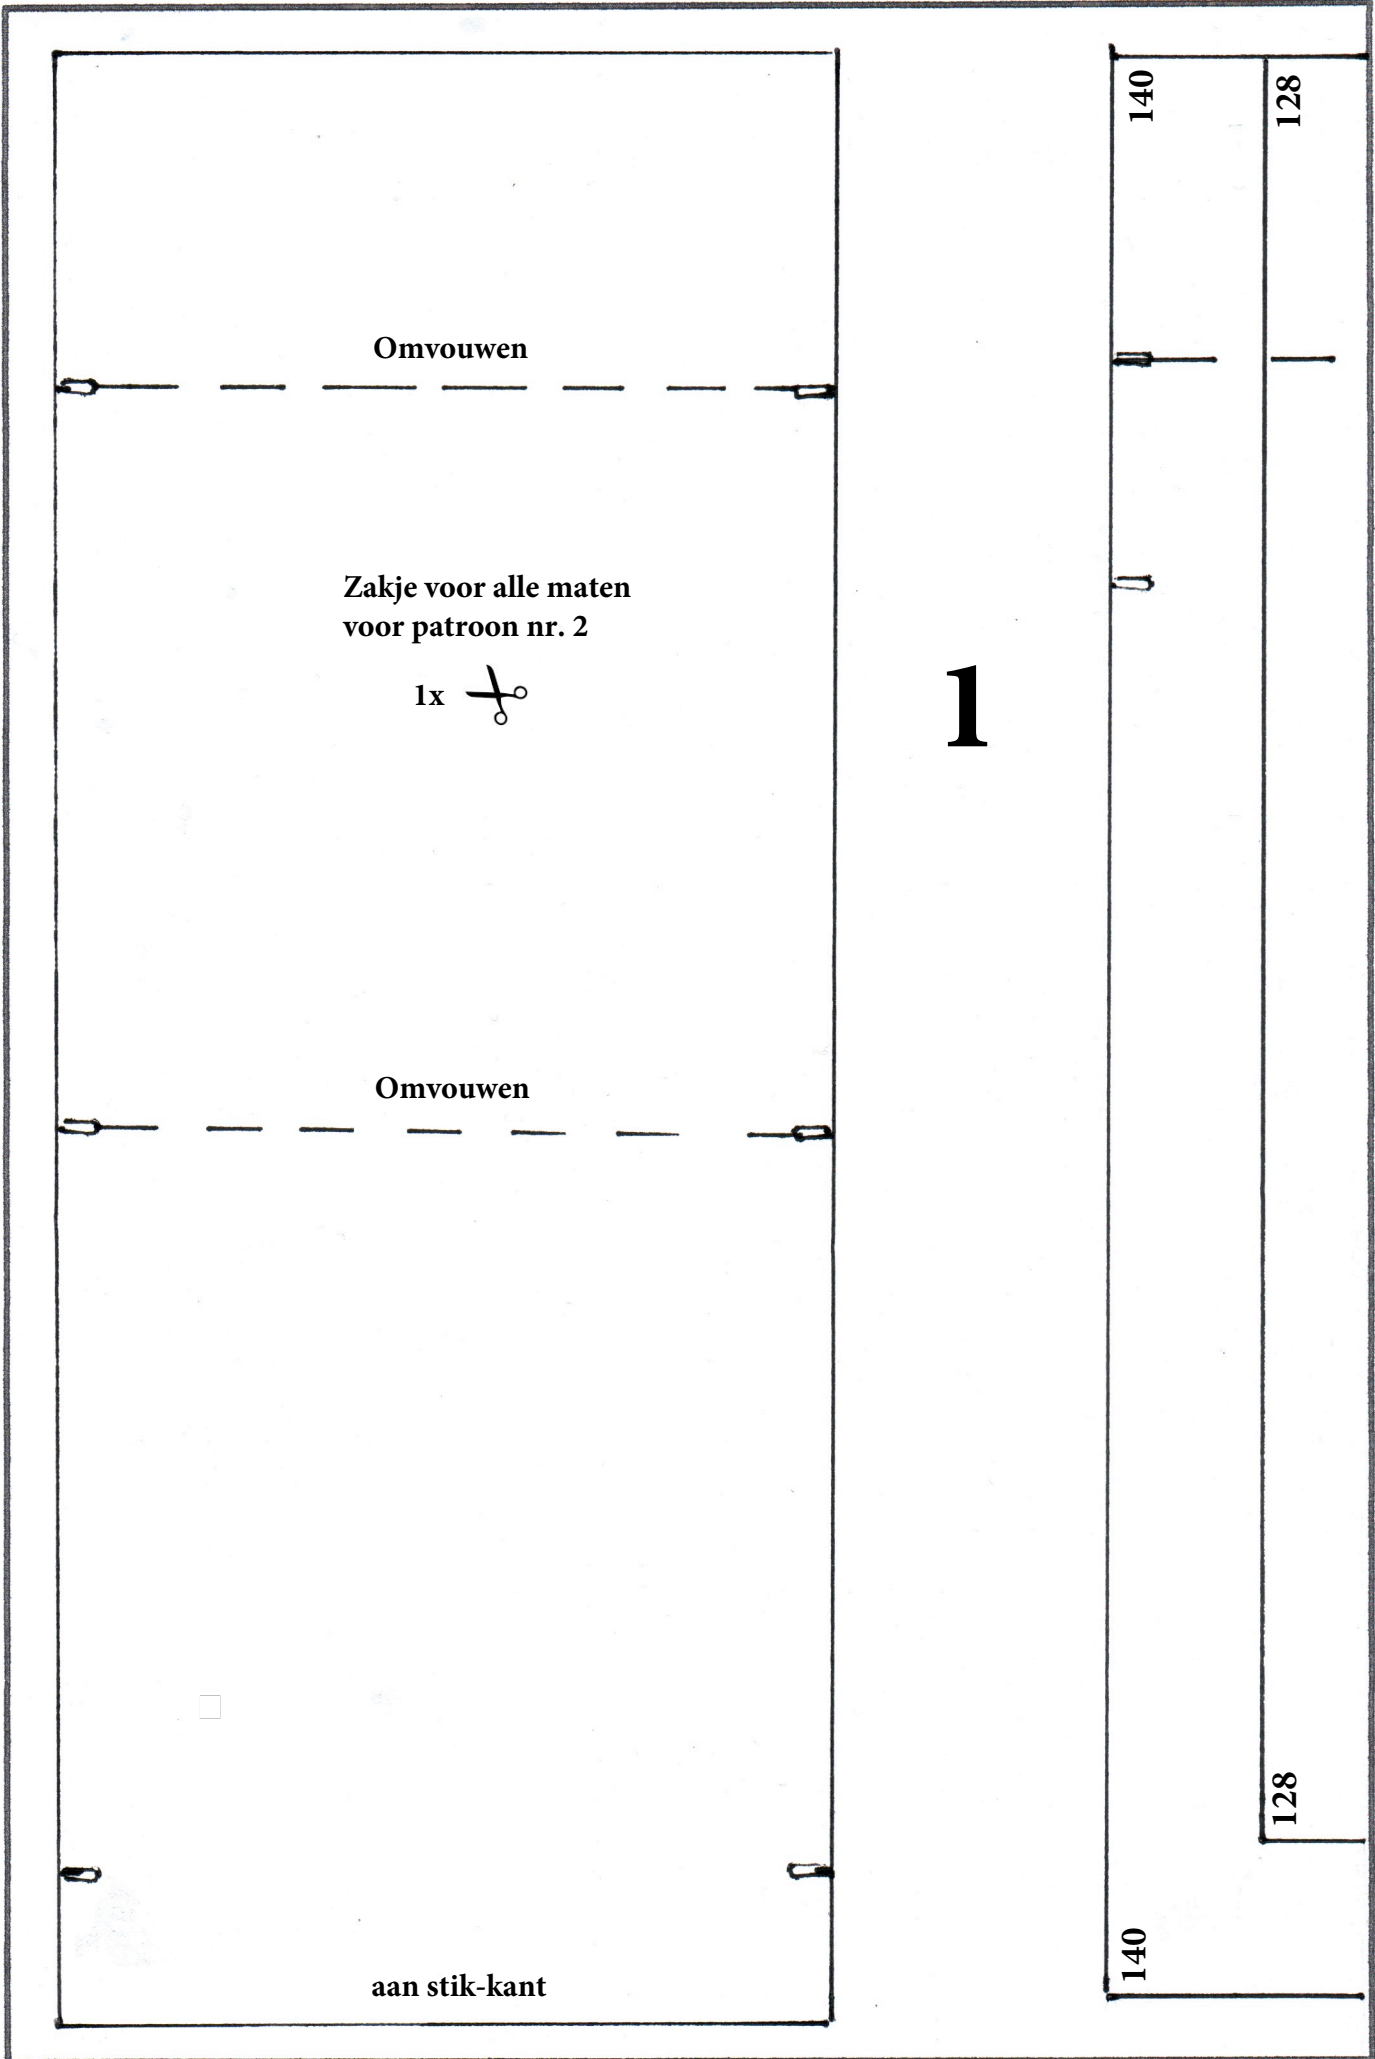 Omvouwen
Zakje voor alle maten
voor patroon nr. 2
1x
Omvouwen
aan stik-kant
1
140
128
128
140